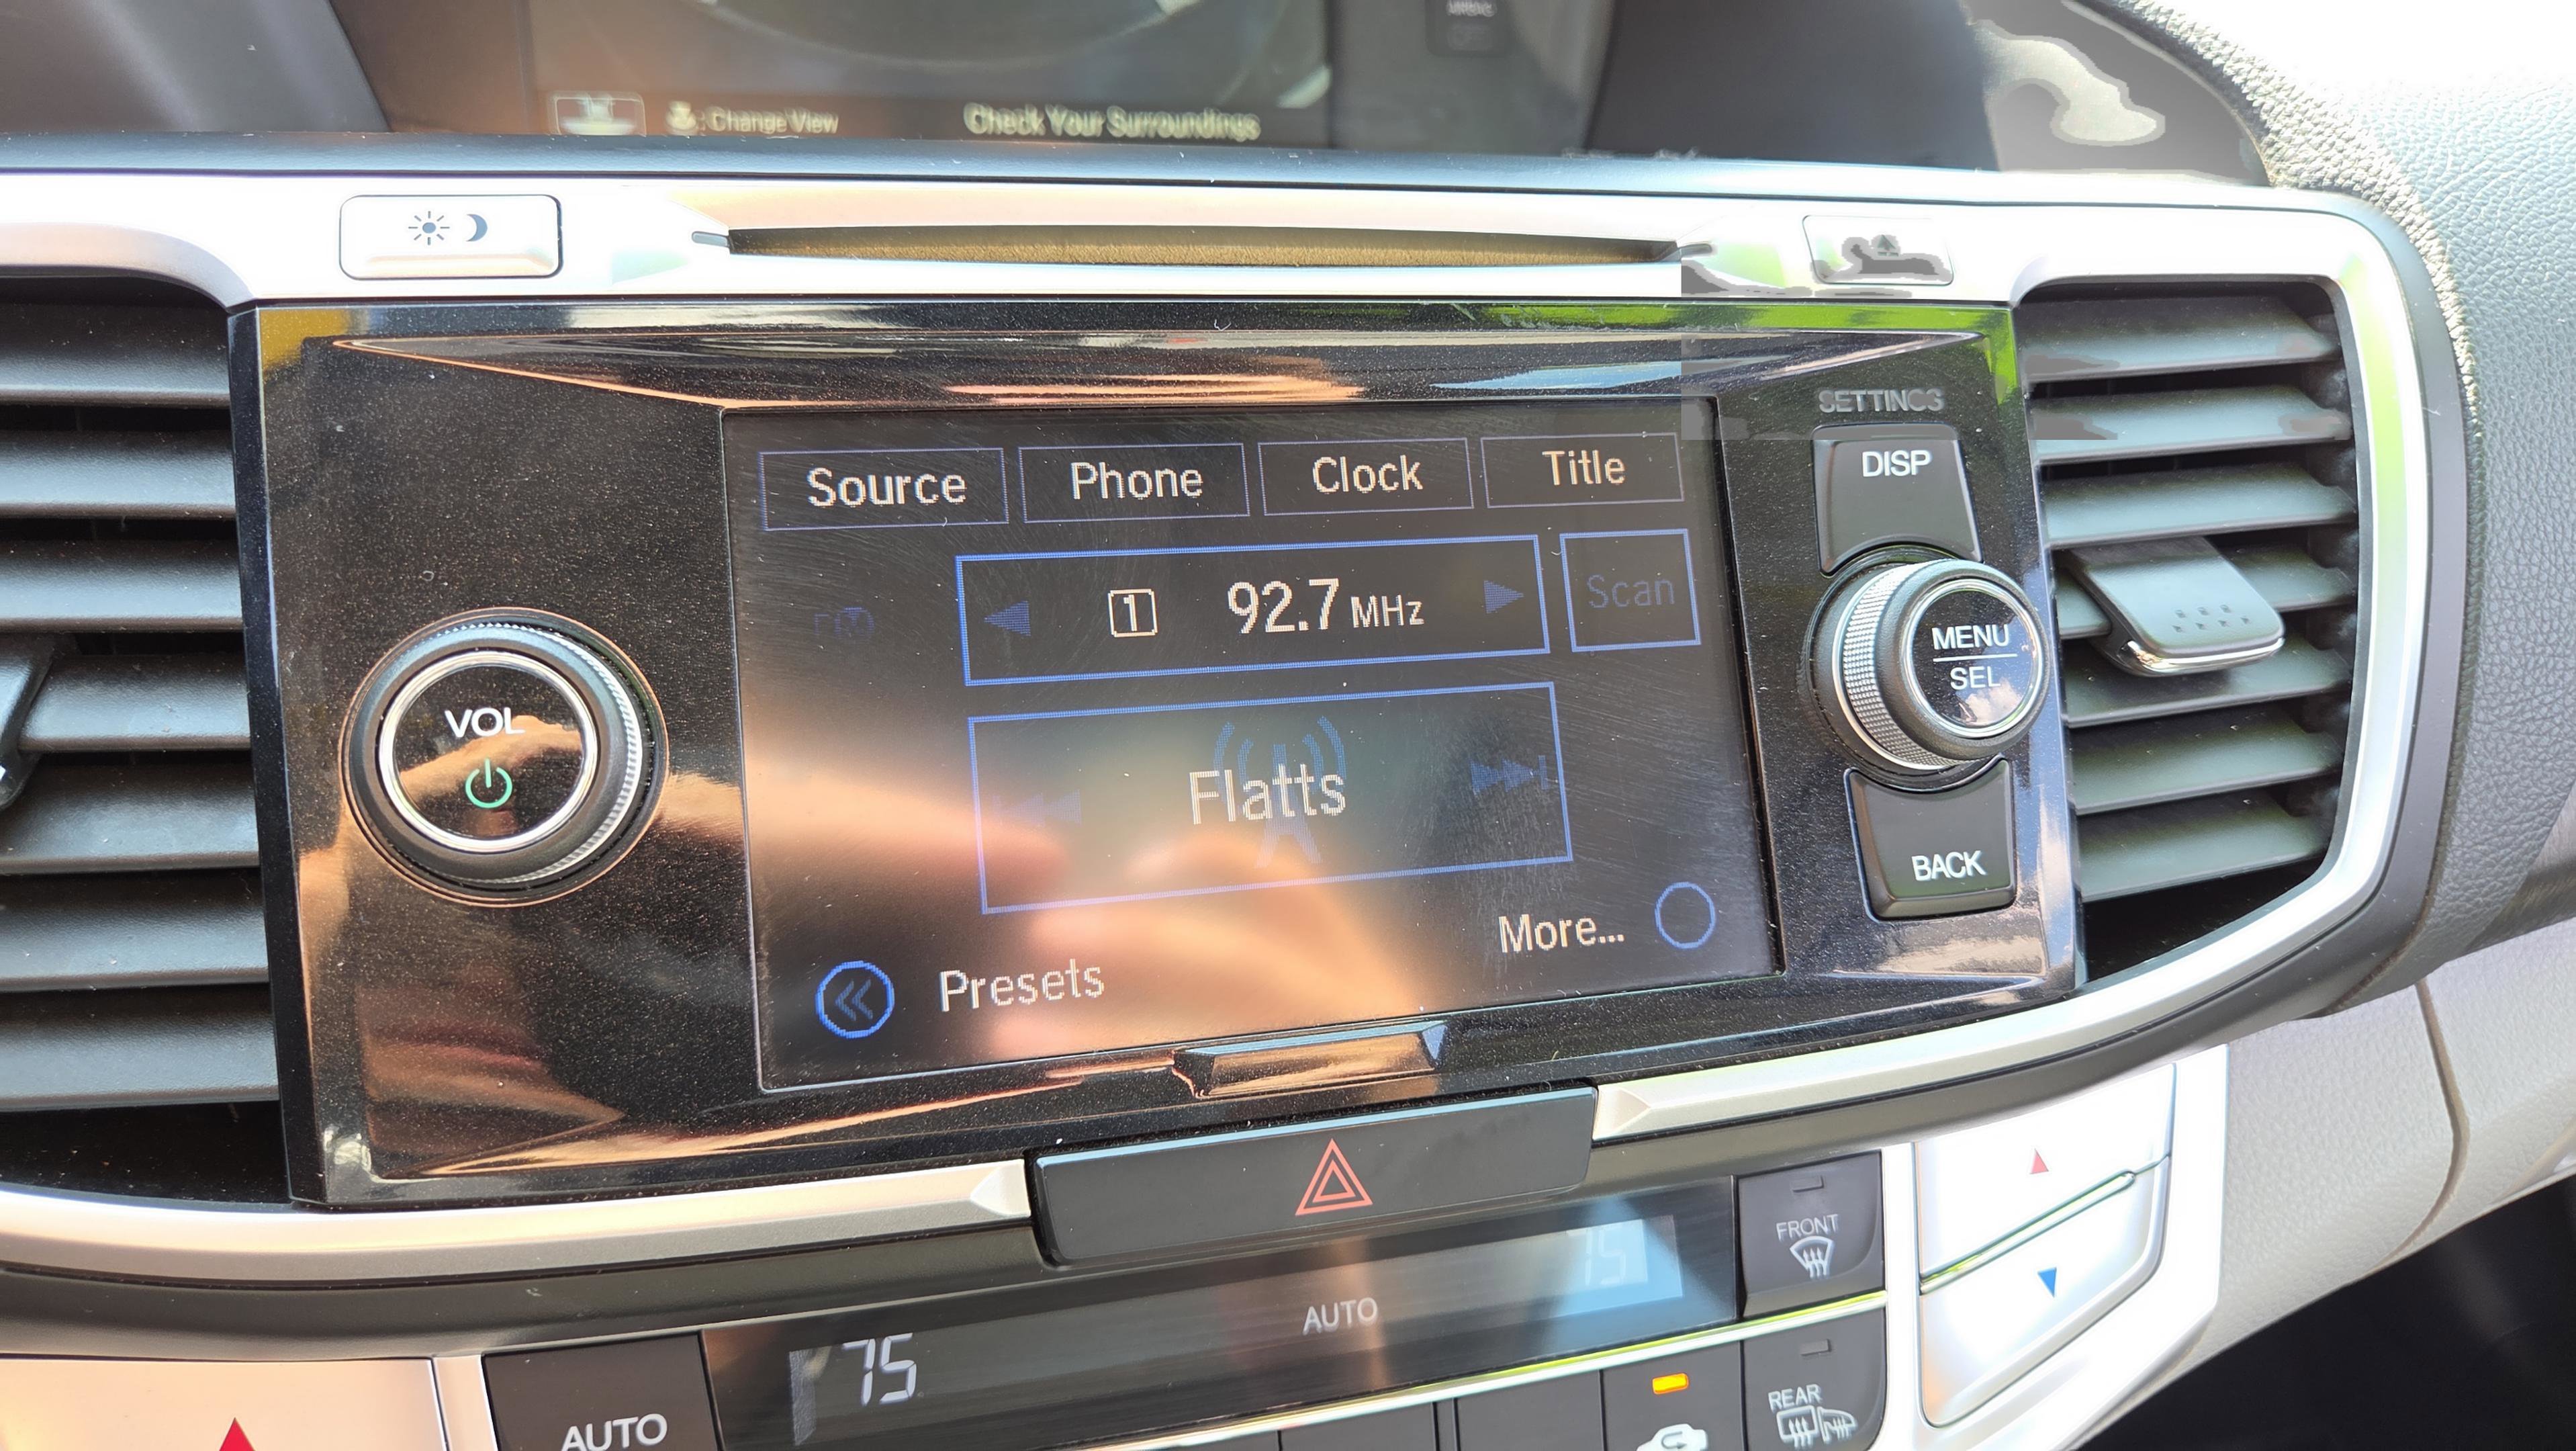 Change View
Check Your Surroundings
SETTINGS
DISP
Source
Phone
Clock
Title
1
92.7 MHz
Scan
MENU
SEL
VOL
Flatts
BACK
More...
Presets
FRONT
75
AUTO
75
REAR
AUTO